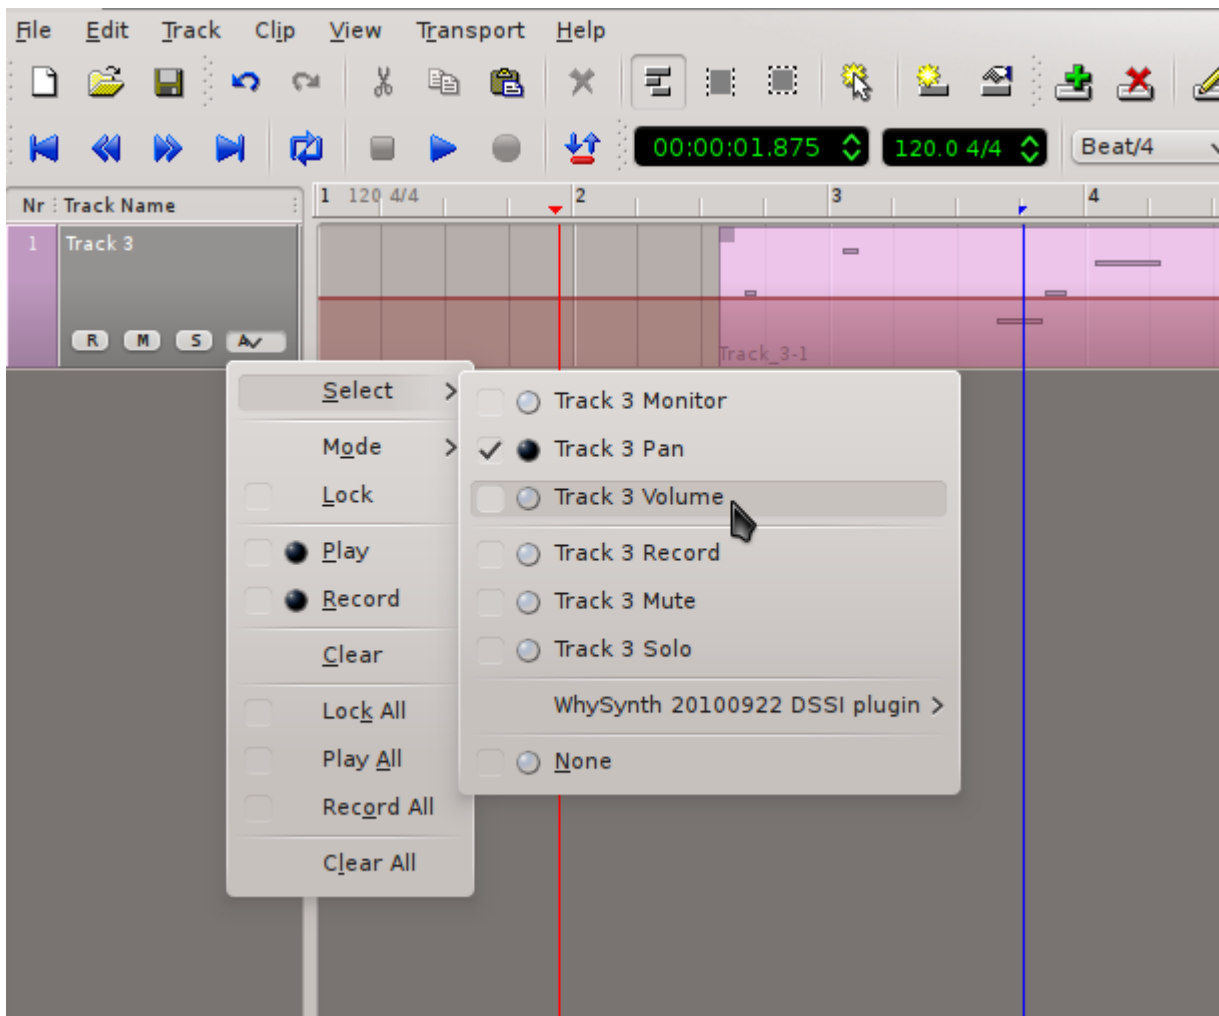 File Edit Track Clip View Transport Help
00:00:01.875 120.0 4/4 Beat/4
Nr Track Name
1 120 4/4 2 3 4
1 Track 3
R M S A
Track_3-1
Select
Mode
Lock
Play
Record
Clear
Lock All
Play All
Record All
Clear All
Track 3 Monitor
Track 3 Pan
Track 3 Volume
Track 3 Record
Track 3 Mute
Track 3 Solo
WhySynth 20100922 DSSI plugin
None